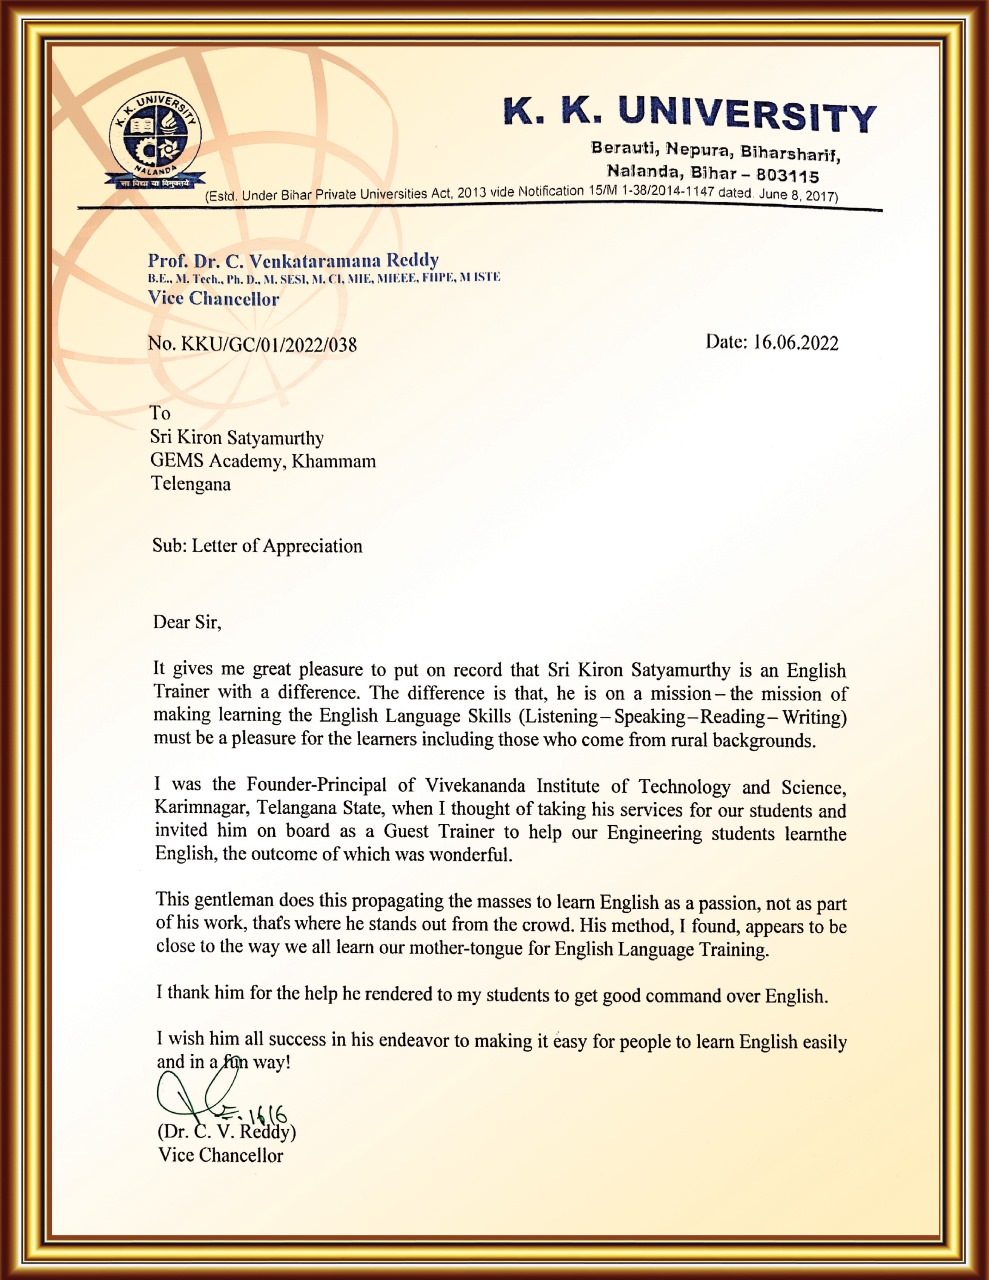 K. K. UNIVERSITY
NALANDA
सा विद्या या विमुक्तये
K. K. UNIVERSITY
Berauti, Nepura, Biharsharif,
Nalanda, Bihar – 803115
(Estd. Under Bihar Private Universities Act, 2013 vide Notification 15/M 1-38/2014-1147 dated. June 8, 2017)
Prof. Dr. C. Venkataramana Reddy
B.E., M. Tech., Ph. D., M. SESI, M. CI, MIE, MIEEE, FIIPE, M ISTE
Vice Chancellor
No. KKU/GC/01/2022/038
Date: 16.06.2022
To
Sri Kiron Satyamurthy
GEMS Academy, Khammam
Telengana
Sub: Letter of Appreciation
Dear Sir,
It gives me great pleasure to put on record that Sri Kiron Satyamurthy is an English
Trainer with a difference. The difference is that, he is on a mission – the mission of
making learning the English Language Skills (Listening – Speaking – Reading – Writing)
must be a pleasure for the learners including those who come from rural backgrounds.
I was the Founder-Principal of Vivekananda Institute of Technology and Science,
Karimnagar, Telangana State, when I thought of taking his services for our students and
invited him on board as a Guest Trainer to help our Engineering students learnthe
English, the outcome of which was wonderful.
This gentleman does this propagating the masses to learn English as a passion, not as part
of his work, that's where he stands out from the crowd. His method, I found, appears to be
close to the way we all learn our mother-tongue for English Language Training.
I thank him for the help he rendered to my students to get good command over English.
I wish him all success in his endeavor to making it easy for people to learn English easily
and in a fun way!
16/6
(Dr. C. V. Reddy)
Vice Chancellor